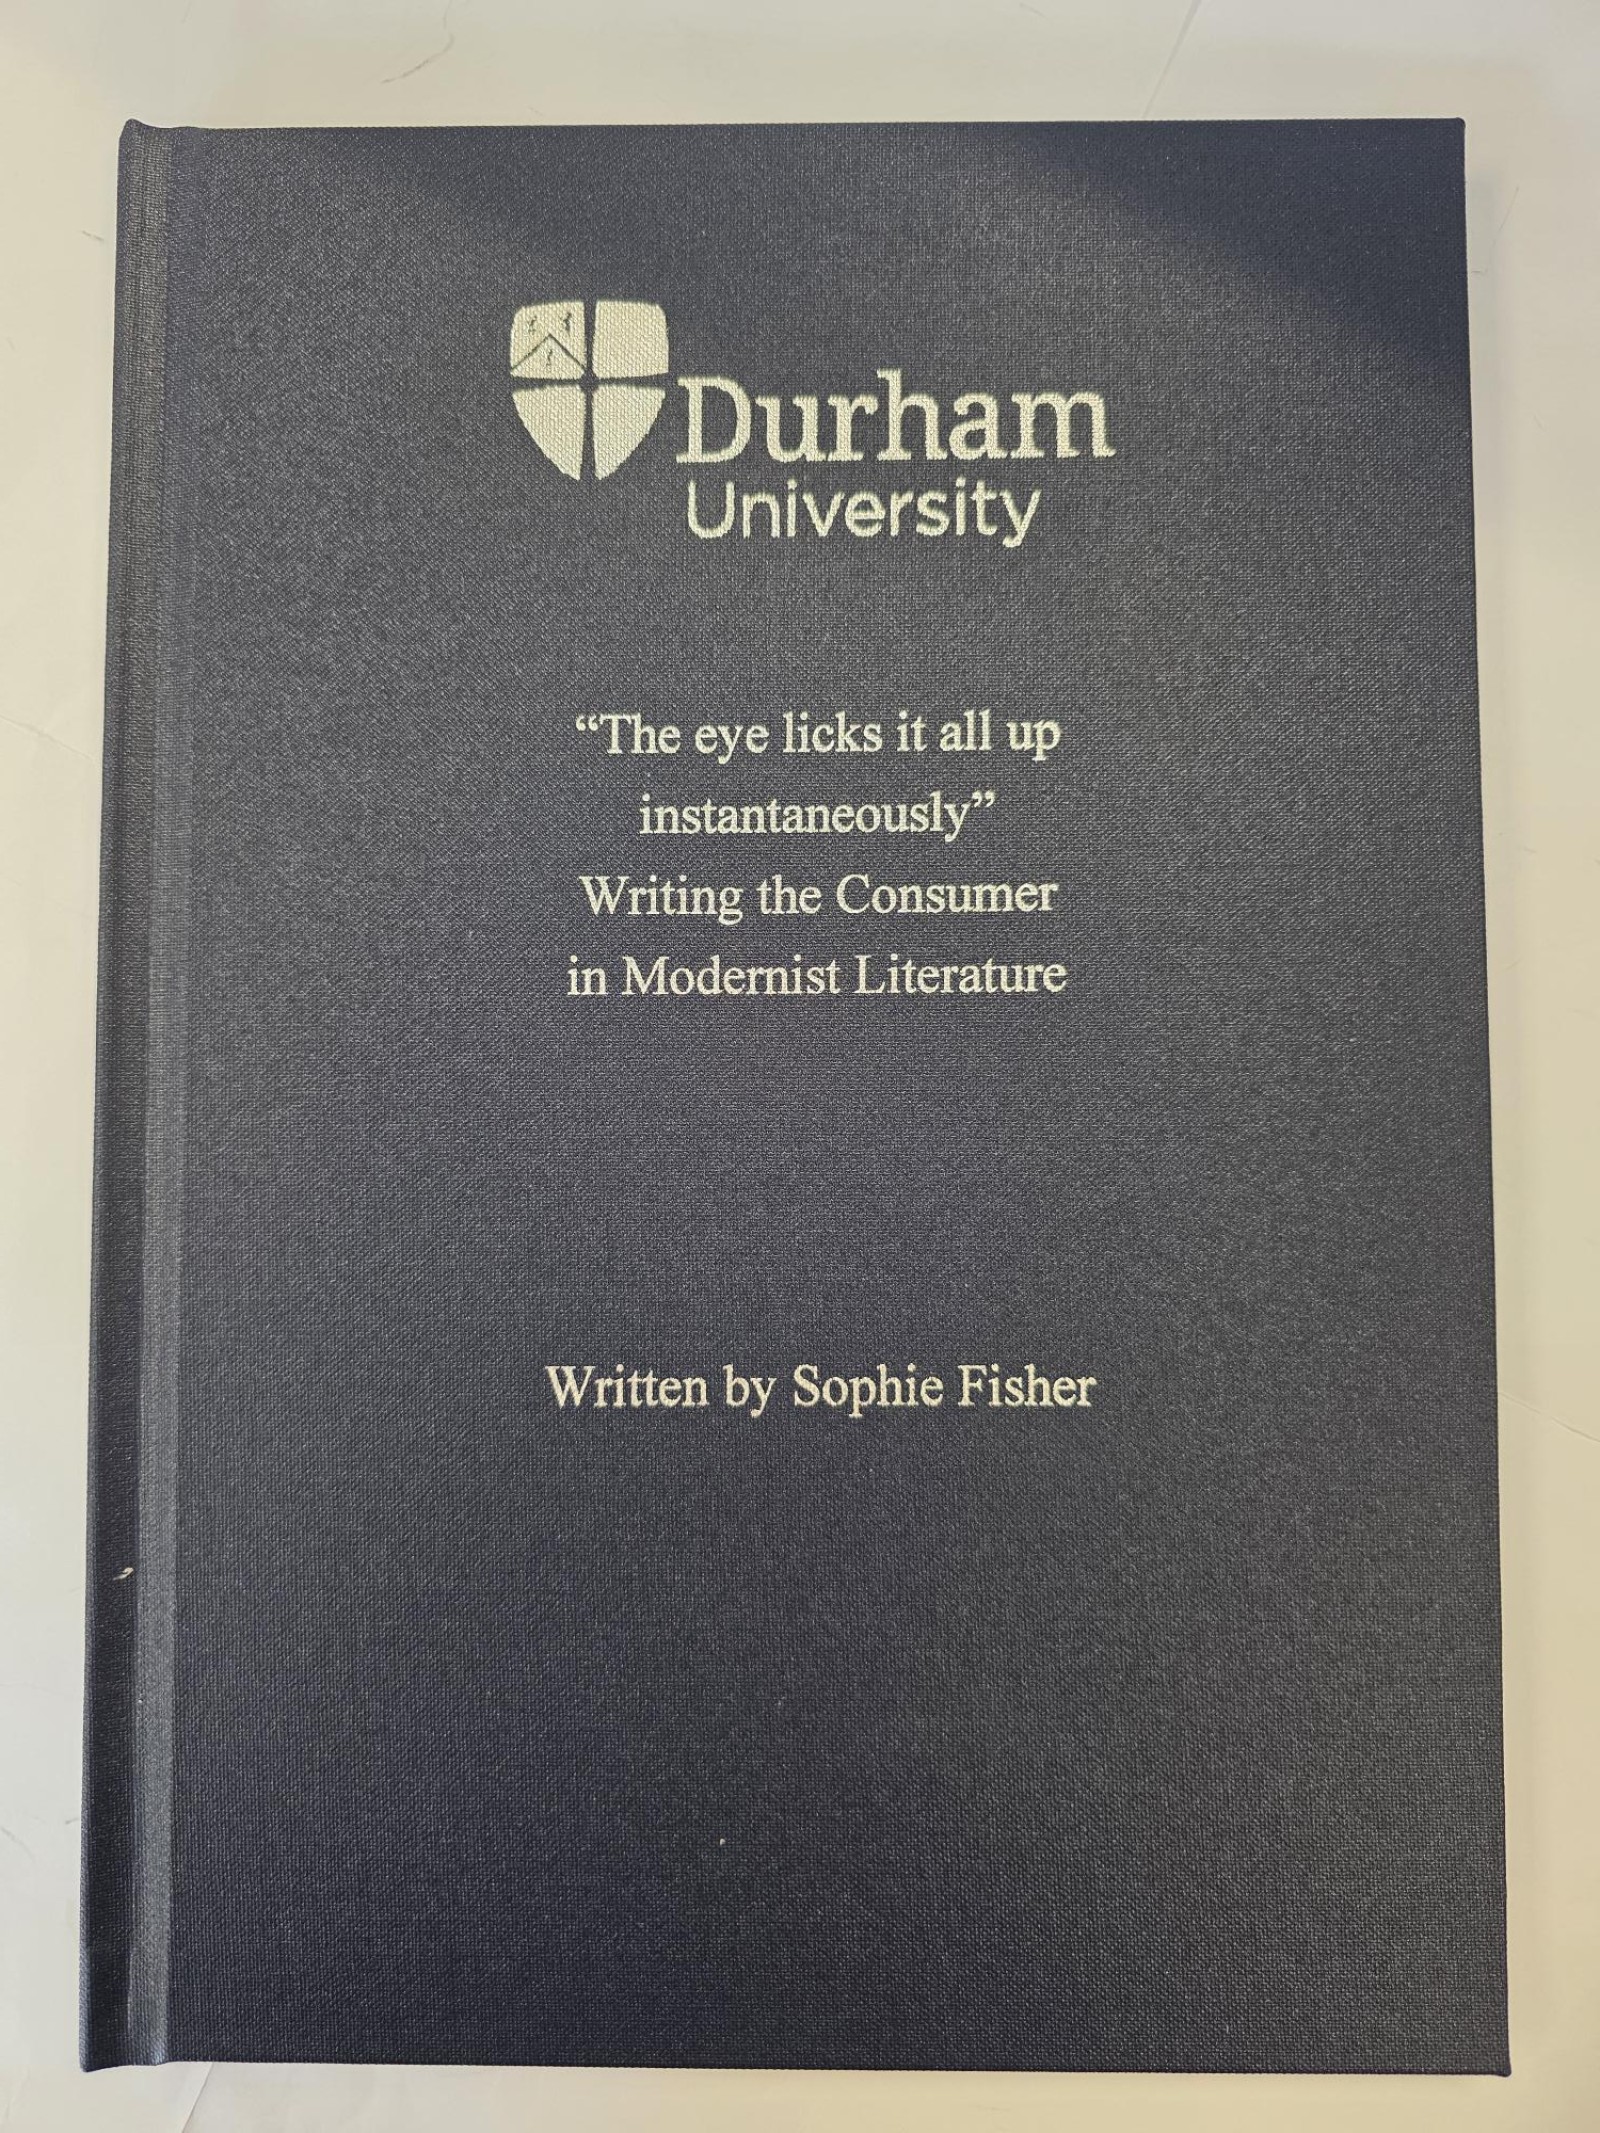 Durham
University
“The eye licks it all up
instantaneously”
Writing the Consumer
in Modernist Literature
Written by Sophie Fisher